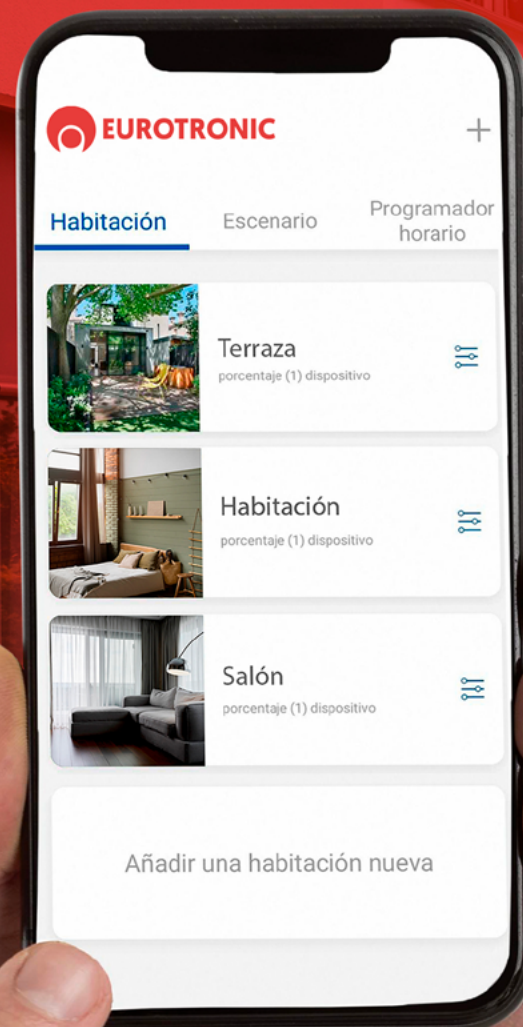 EUROTRONIC
+
Habitación
Escenario
Programador
horario
Terraza
porcentaje (1) dispositivo
Habitación
porcentaje (1) dispositivo
Salón
porcentaje (1) dispositivo
Añadir una habitación nueva